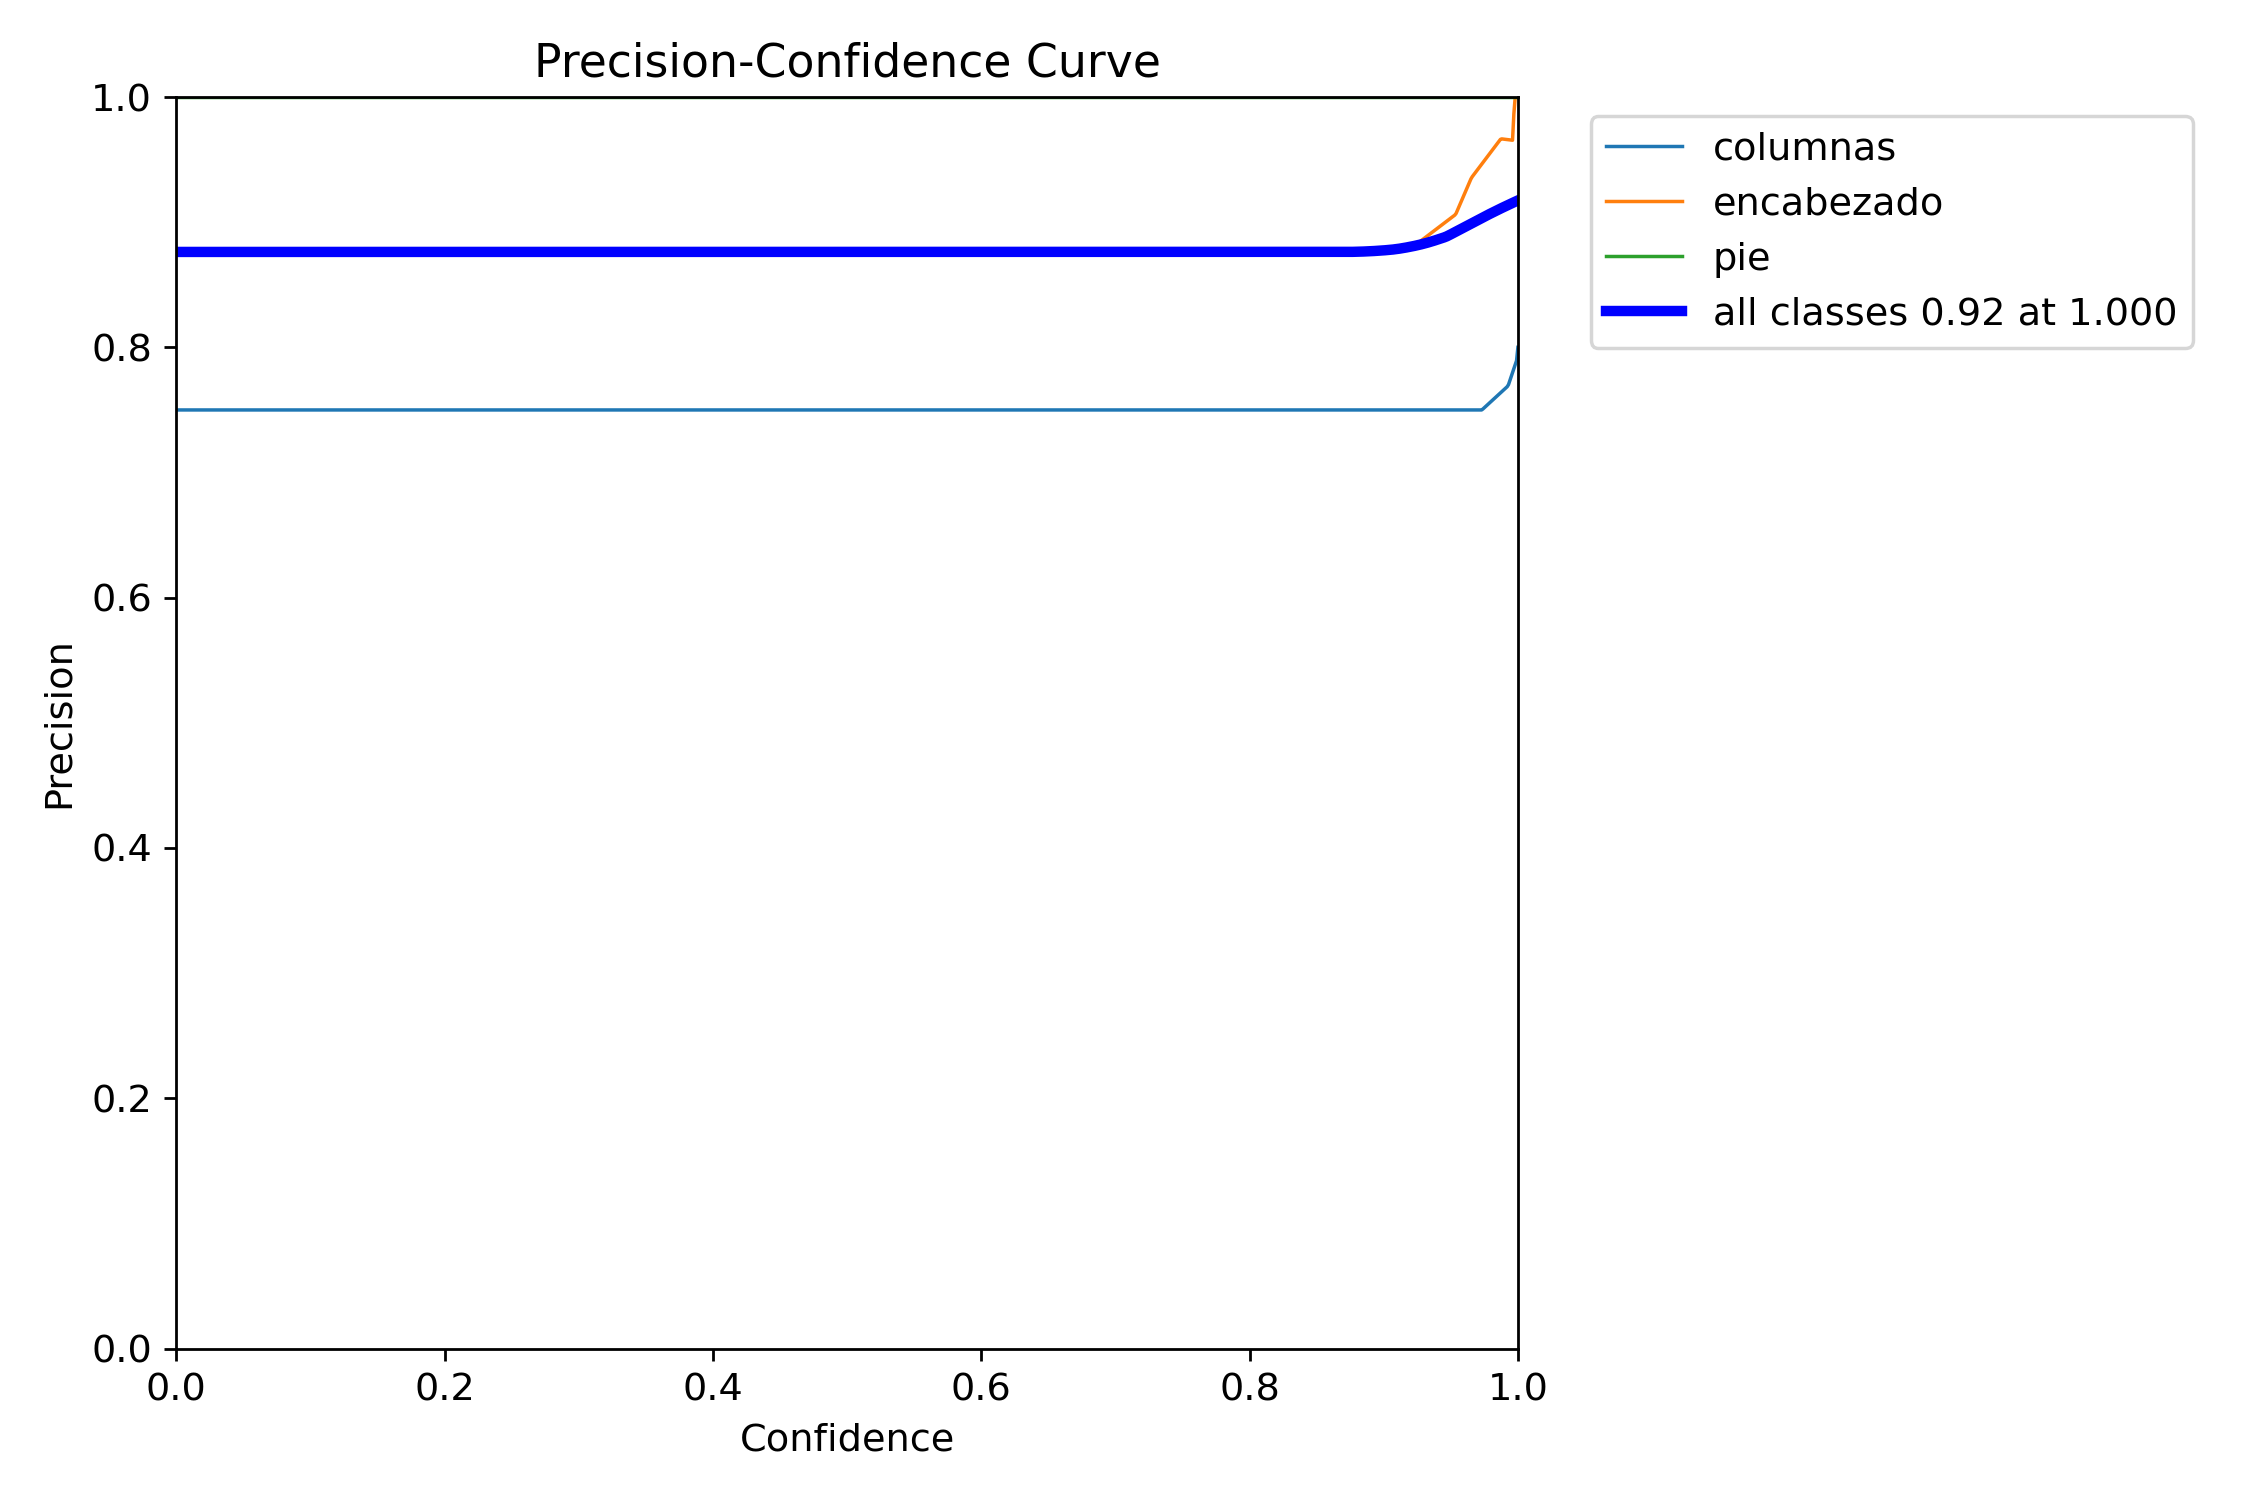 Precision-Confidence Curve
1.0
0.8
0.6
0.4
0.2
0.0
Precision
0.0 0.2 0.4 0.6 0.8 1.0
Confidence
columnas
encabezado
pie
all classes 0.92 at 1.000